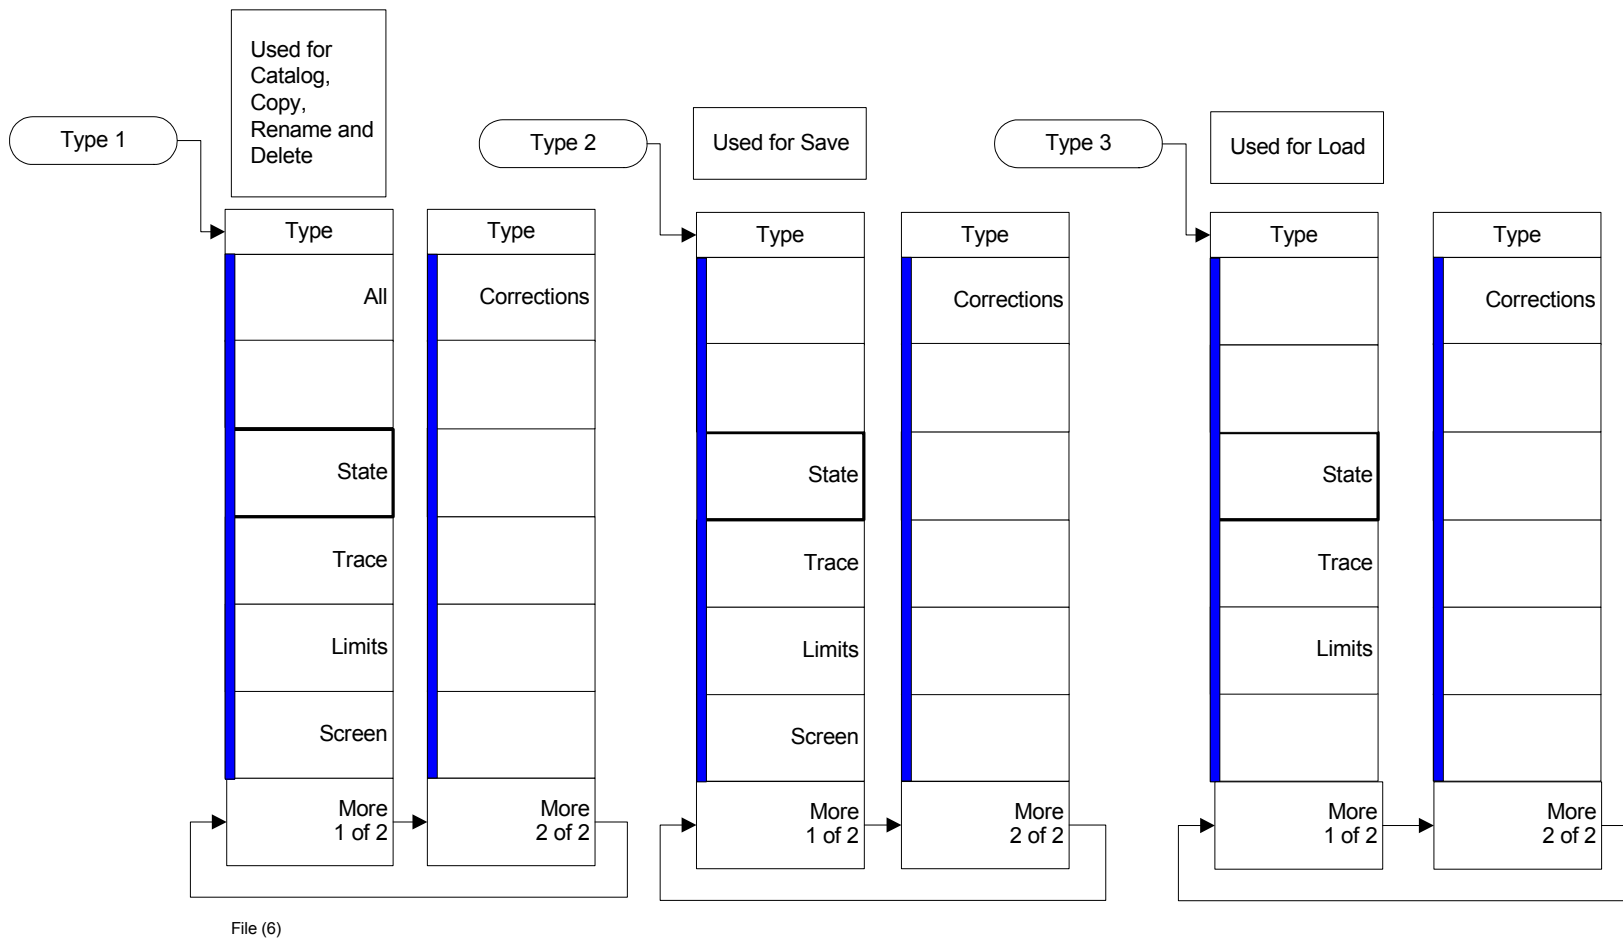 Used for
Catalog,
Copy,
Rename and
Delete
Type 1
Type
All
State
Trace
Limits
Screen
More
1 of 2
Type
Corrections
More
2 of 2
Type 2
Used for Save
Type
State
Trace
Limits
Screen
More
1 of 2
Type
Corrections
More
2 of 2
Type 3
Used for Load
Type
State
Trace
Limits
More
1 of 2
Type
Corrections
More
2 of 2
File (6)